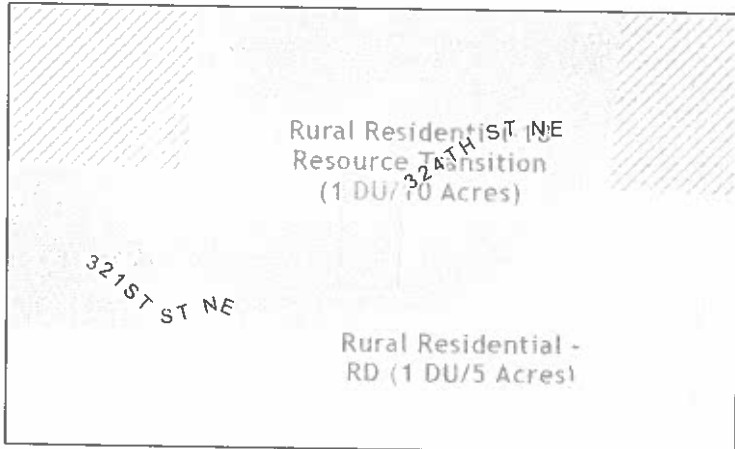 Rural Residential-10
Resource Transition
(1 DU/10 Acres)
324TH ST NE
321ST ST NE
Rural Residential -
RD (1 DU/5 Acres)